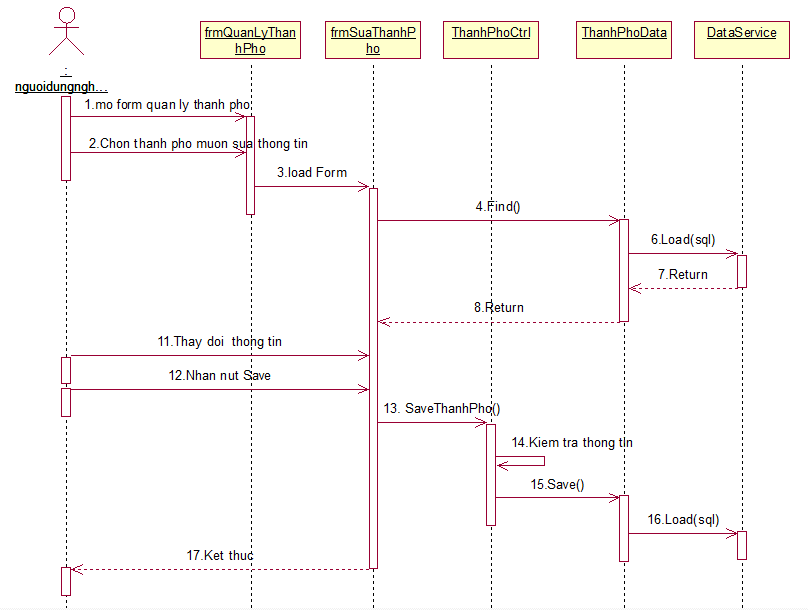 frmQuanLyThan
hPho
frmSuaThanhP
ho
ThanhPhoCtrl
ThanhPhoData
DataService
:
nguoidungngh...
1.mo form quan ly thanh pho
2.Chon thanh pho muon sua thong tin
3.load Form
4.Find()
6.Load(sql)
7.Return
8.Return
11.Thay doi thong tin
12.Nhan nut Save
13. SaveThanhPho()
14.Kiem tra thong tin
15.Save()
16.Load(sql)
17.Ket thuc